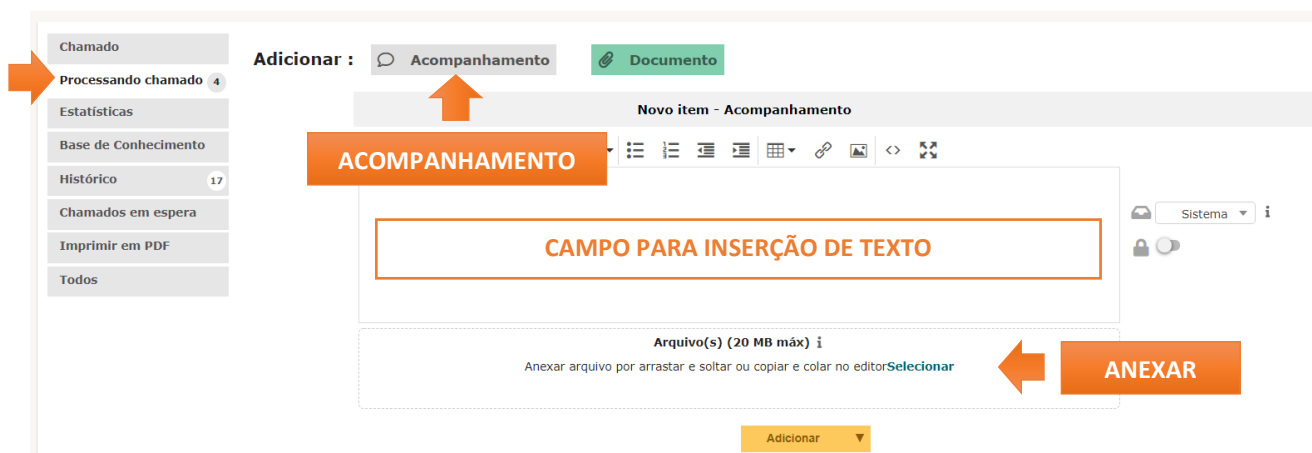 Chamado
Processando chamado 4
Estatísticas
Base de Conhecimento
Histórico 17
Chamados em espera
Imprimir em PDF
Todos
Adicionar : Acompanhamento Documento
Novo item - Acompanhamento
ACOMPANHAMENTO
CAMPO PARA INSERÇÃO DE TEXTO
Sistema
Arquivo(s) (20 MB máx)
Anexar arquivo por arrastar e soltar ou copiar e colar no editorSelecionar
ANEXAR
Adicionar